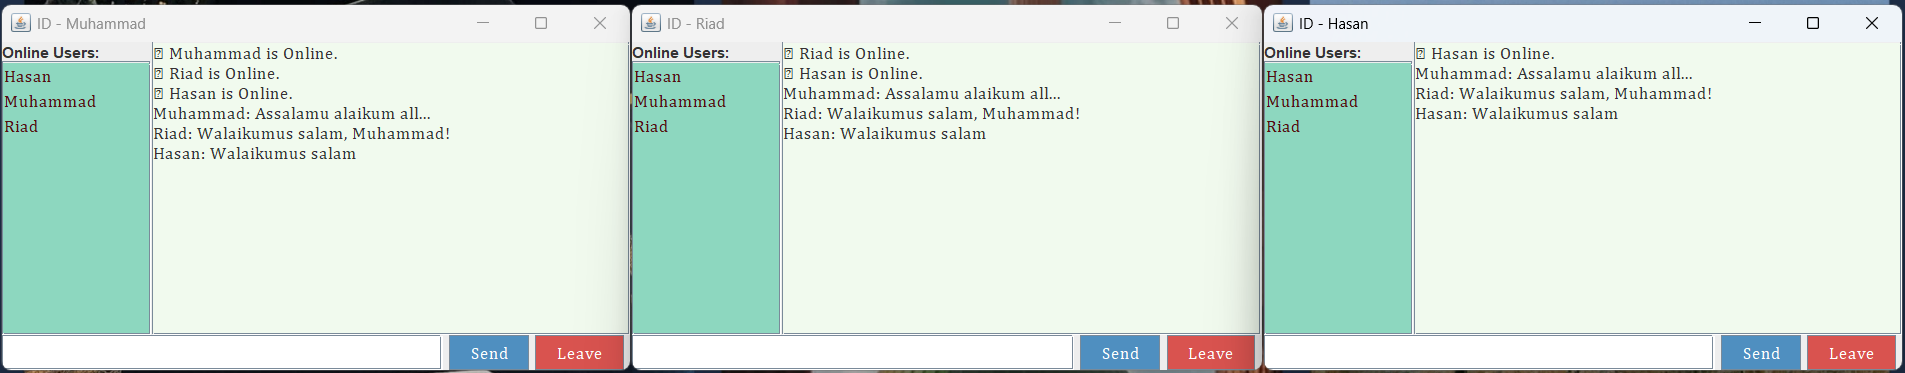 ID - Muhammad
Online Users:
Hasan
Muhammad
Riad
Muhammad is Online.
Riad is Online.
Hasan is Online.
Muhammad: Assalamu alaikum all...
Riad: Walaikumus salam, Muhammad!
Hasan: Walaikumus salam
Send
Leave
ID - Riad
Online Users:
Hasan
Muhammad
Riad
Riad is Online.
Hasan is Online.
Muhammad: Assalamu alaikum all...
Riad: Walaikumus salam, Muhammad!
Hasan: Walaikumus salam
Send
Leave
ID - Hasan
Online Users:
Hasan
Muhammad
Riad
Hasan is Online.
Muhammad: Assalamu alaikum all...
Riad: Walaikumus salam, Muhammad!
Hasan: Walaikumus salam
Send
Leave